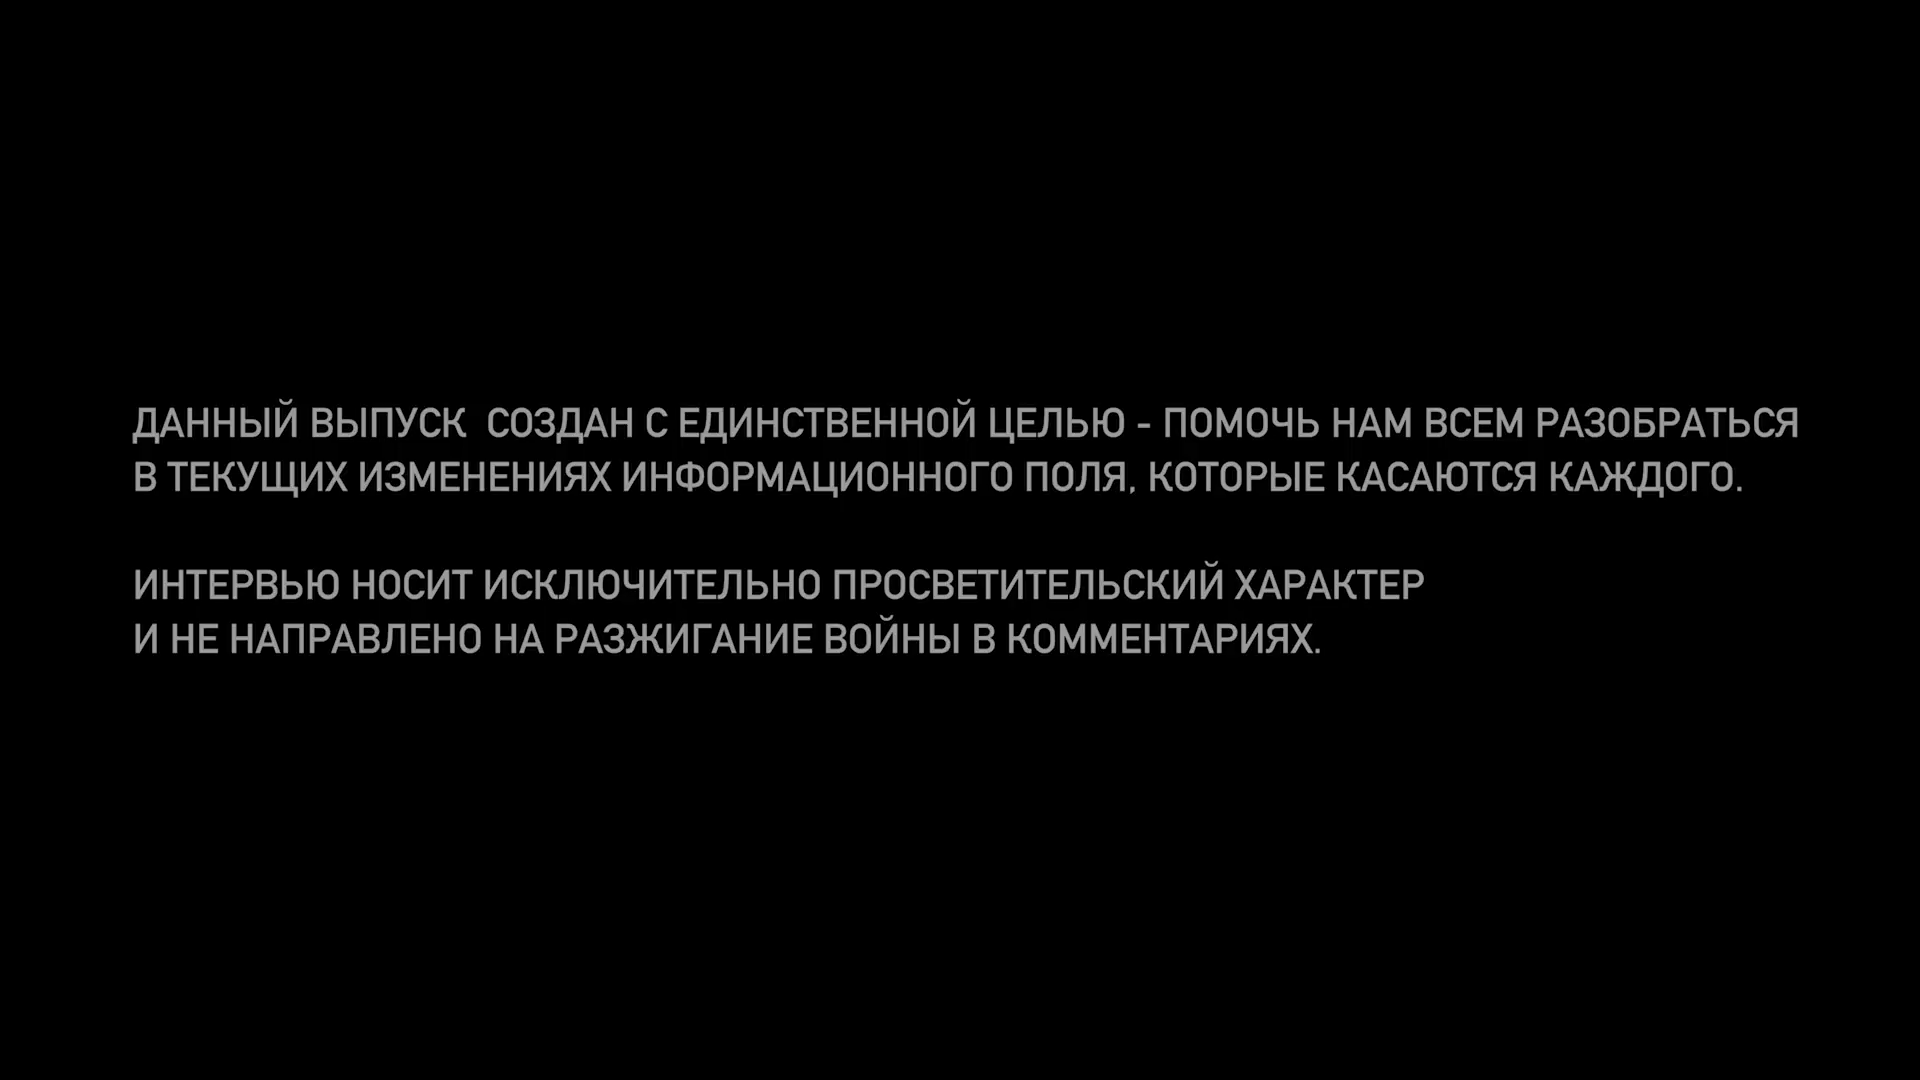 ДАННЫЙ ВЫПУСК  СОЗДАН С ЕДИНСТВЕННОЙ ЦЕЛЬЮ - ПОМОЧЬ НАМ ВСЕМ РАЗОБРАТЬСЯ
В ТЕКУЩИХ ИЗМЕНЕНИЯХ ИНФОРМАЦИОННОГО ПОЛЯ, КОТОРЫЕ КАСАЮТСЯ КАЖДОГО.
ИНТЕРВЬЮ НОСИТ ИСКЛЮЧИТЕЛЬНО ПРОСВЕТИТЕЛЬСКИЙ ХАРАКТЕР
И НЕ НАПРАВЛЕНО НА РАЗЖИГАНИЕ ВОЙНЫ В КОММЕНТАРИЯХ.